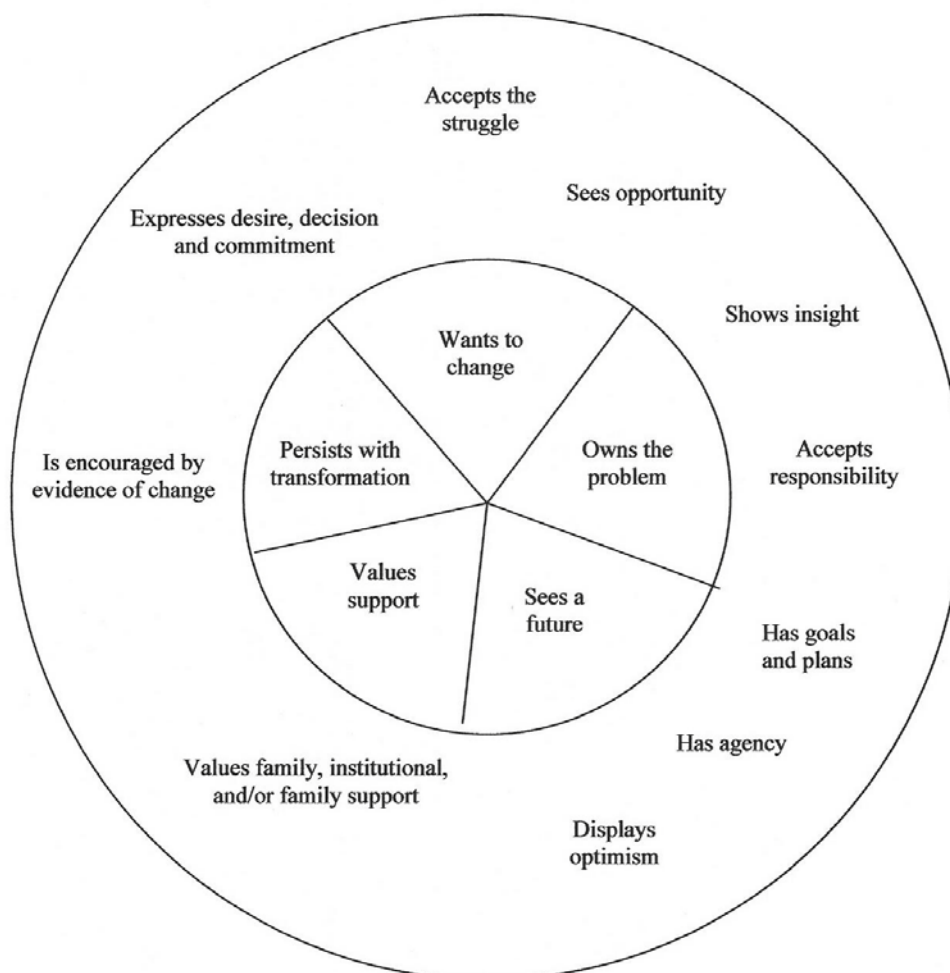 Accepts the
struggle
Sees opportunity
Expresses desire, decision
and commitment
Shows insight
Wants to
change
Persists with
transformation
Owns the
problem
Is encouraged by
evidence of change
Accepts
responsibility
Values
support
Sees a
future
Has goals
and plans
Has agency
Values family, institutional,
and/or family support
Displays
optimism